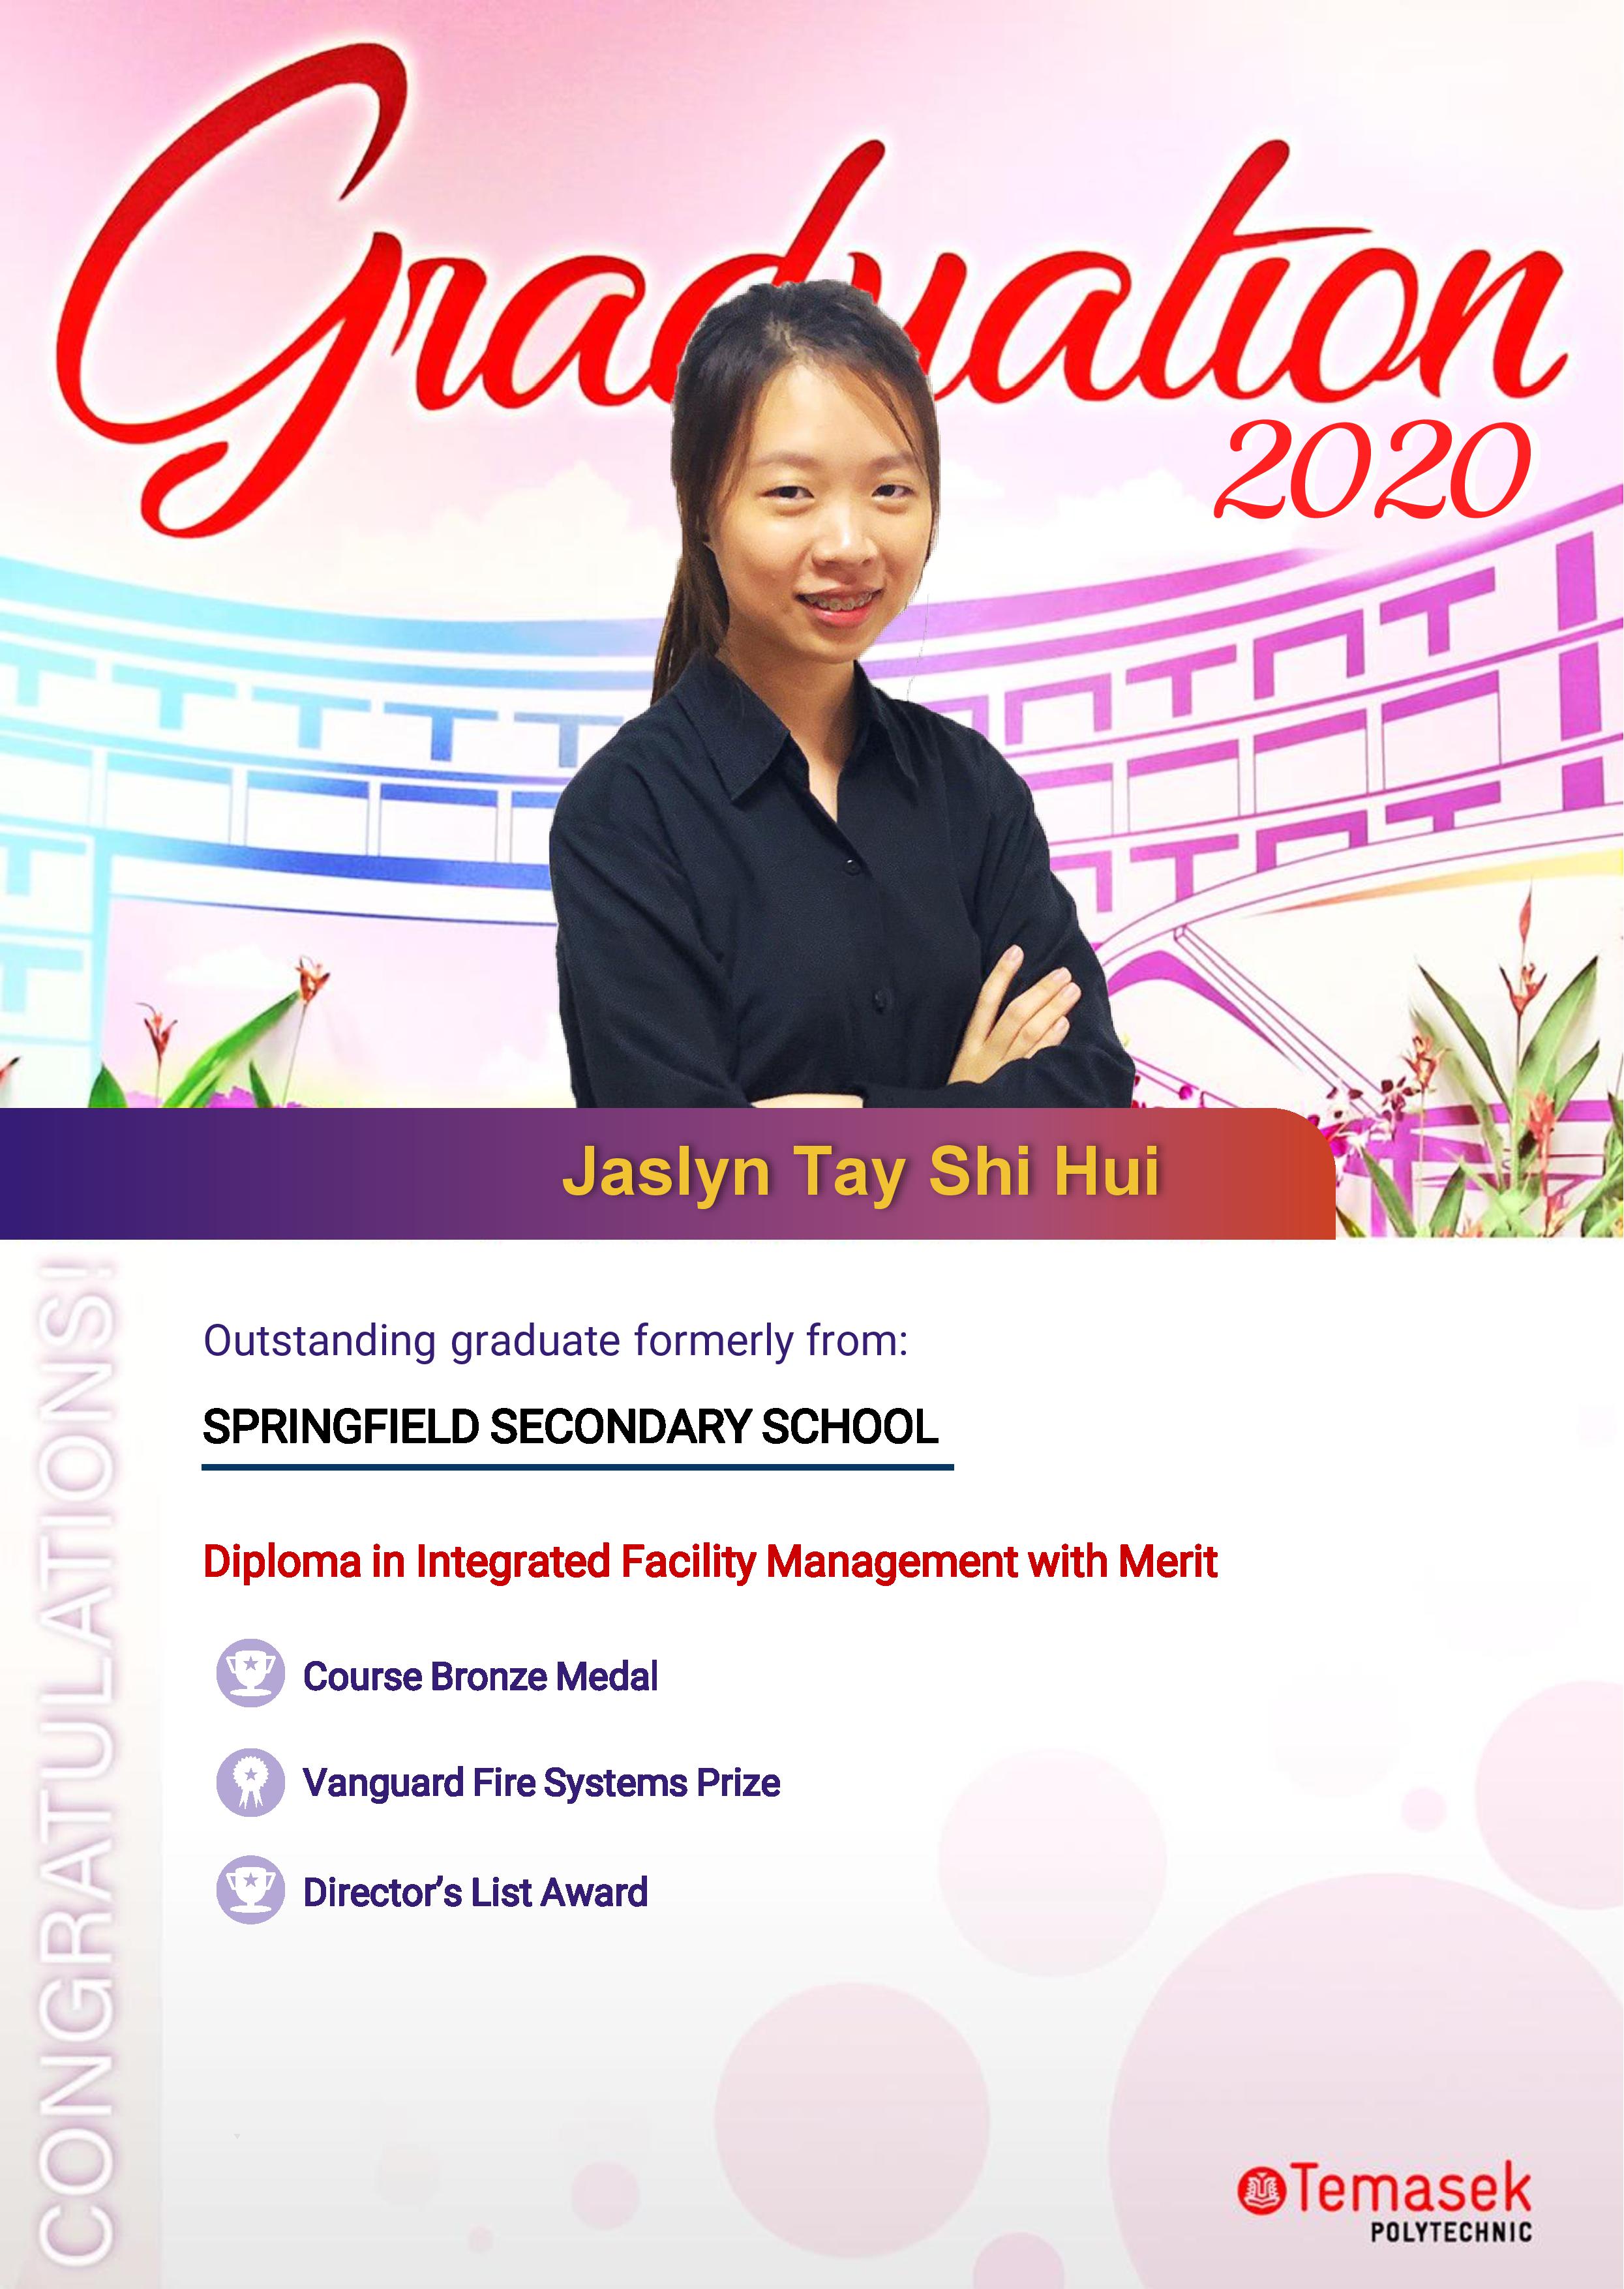 Graduation
2020
Jaslyn Tay Shi Hui
CONGRATULATIONS!
Outstanding graduate formerly from:
SPRINGFIELD SECONDARY SCHOOL
Diploma in Integrated Facility Management with Merit
Course Bronze Medal
Vanguard Fire Systems Prize
Director’s List Award
Temasek
POLYTECHNIC